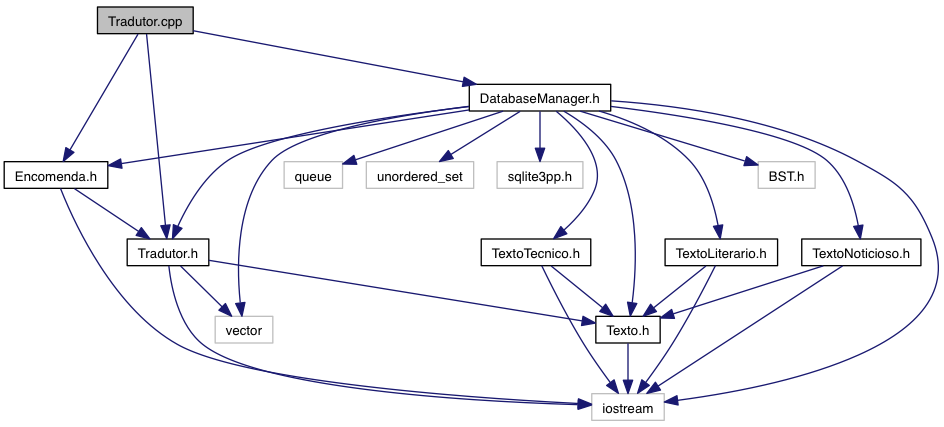 Tradutor.cpp
DatabaseManager.h
Encomenda.h
queue
unordered_set
sqlite3pp.h
BST.h
Tradutor.h
TextoTecnico.h
TextoLiterario.h
TextoNoticioso.h
vector
Texto.h
iostream